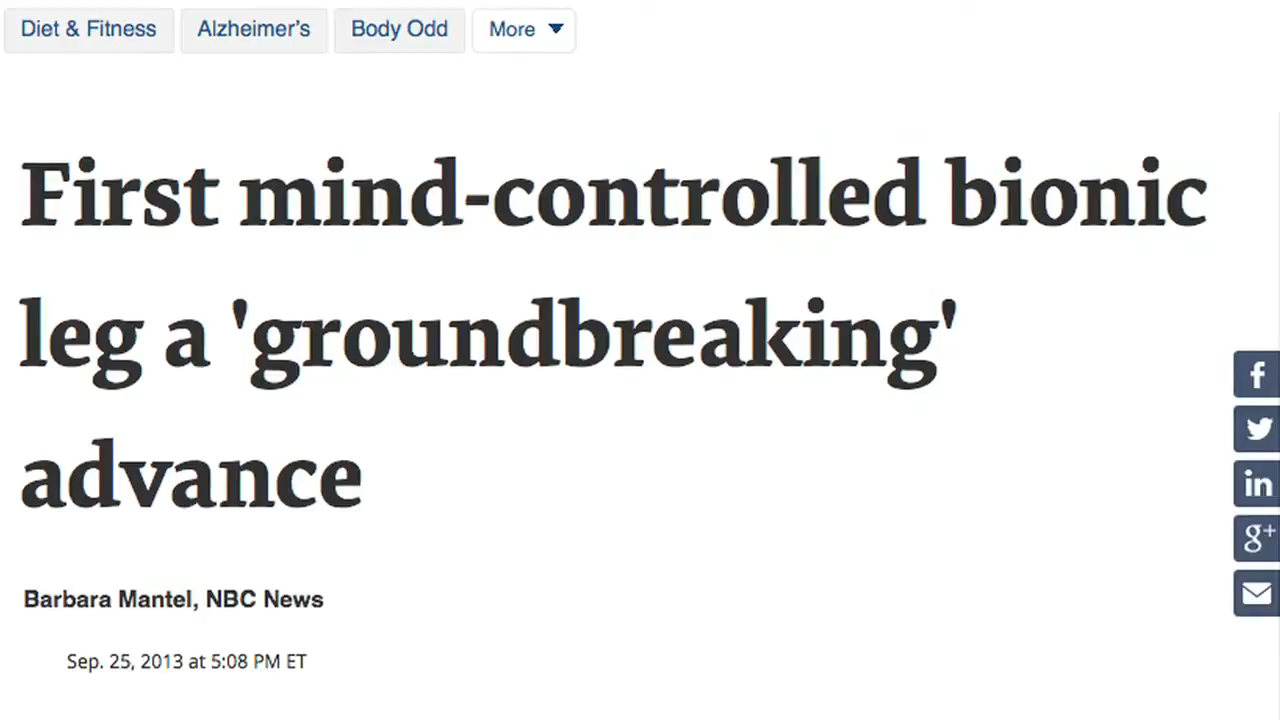 Diet & Fitness Alzheimer's Body Odd More
First mind-controlled bionic
leg a 'groundbreaking'
advance
f
in
g+
Barbara Mantel, NBC News
Sep. 25, 2013 at 5:08 PM ET